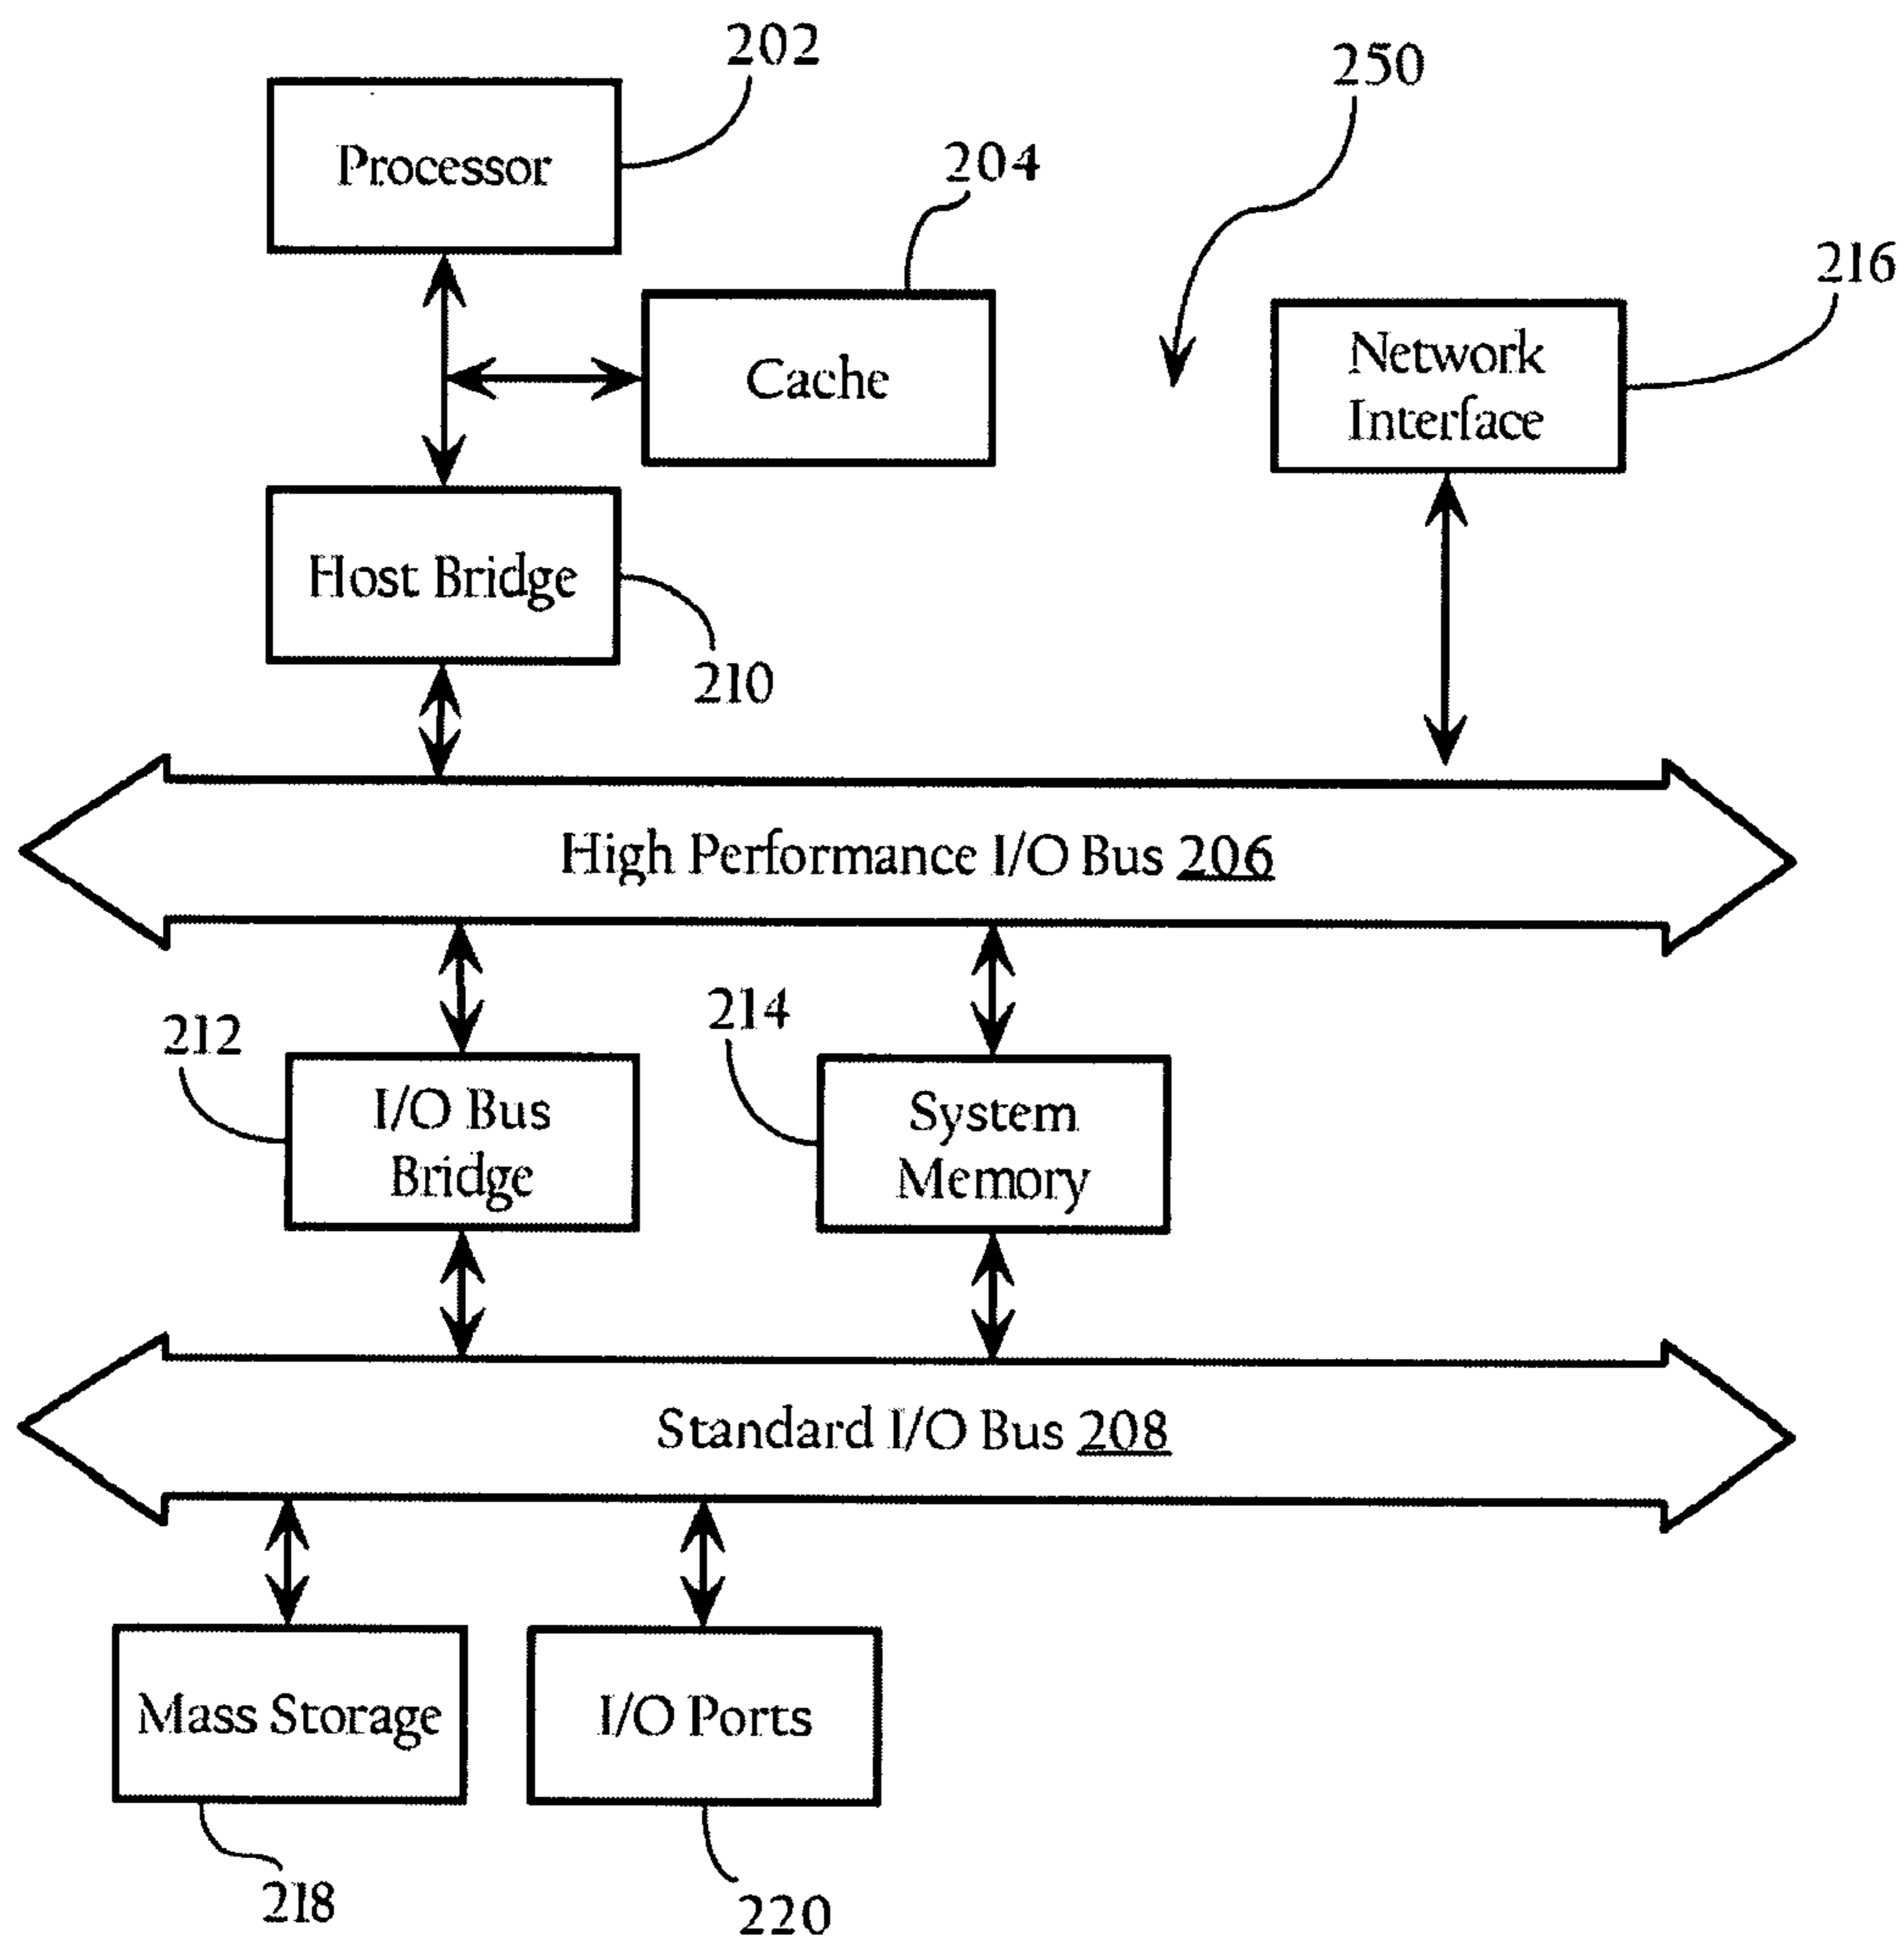 202
250
Processor
204
216
Network
Interface
Cache
Host Bridge
210
High Performance I/O Bus 206
212
214
I/O Bus
Bridge
System
Memory
Standard I/O Bus 208
Mass Storage
I/O Ports
218
220